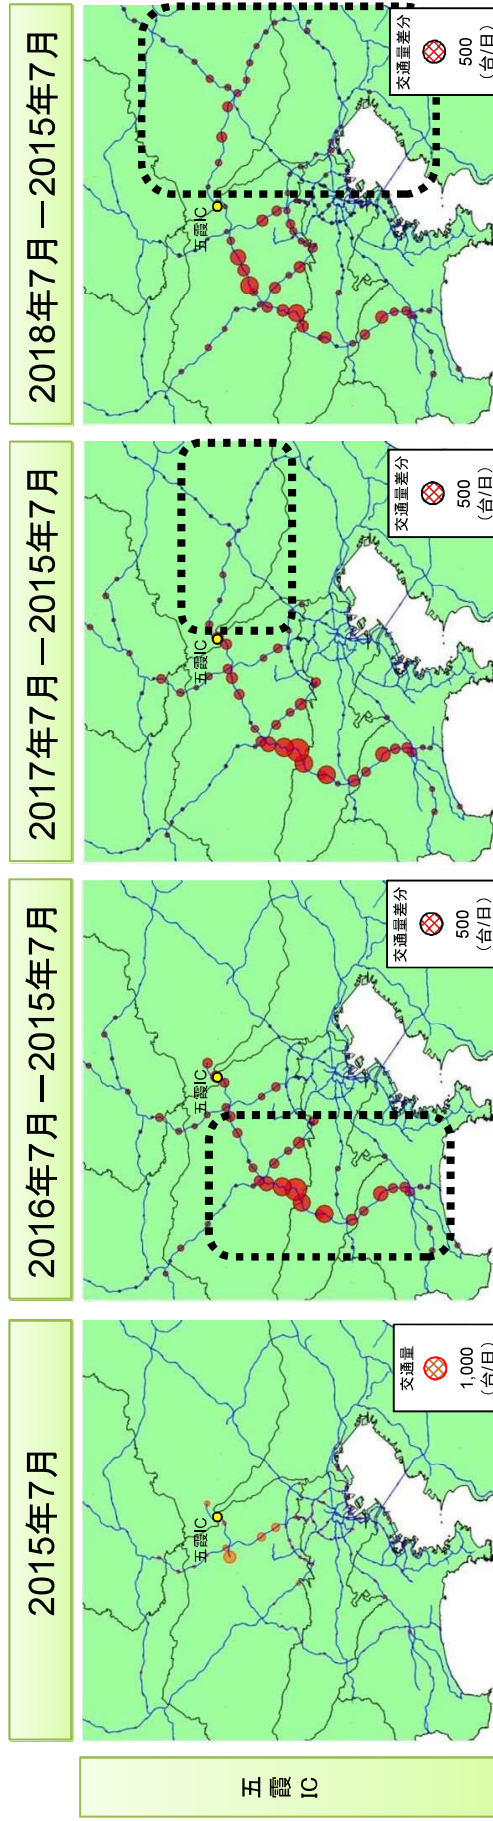 五霞IC
2015年7月
五霞IC
交通量
1,000
(台/日)
2016年7月－2015年7月
五霞IC
交通量差分
500
(台/日)
2017年7月－2015年7月
五霞IC
交通量差分
500
(台/日)
2018年7月－2015年7月
五霞IC
交通量差分
500
(台/日)